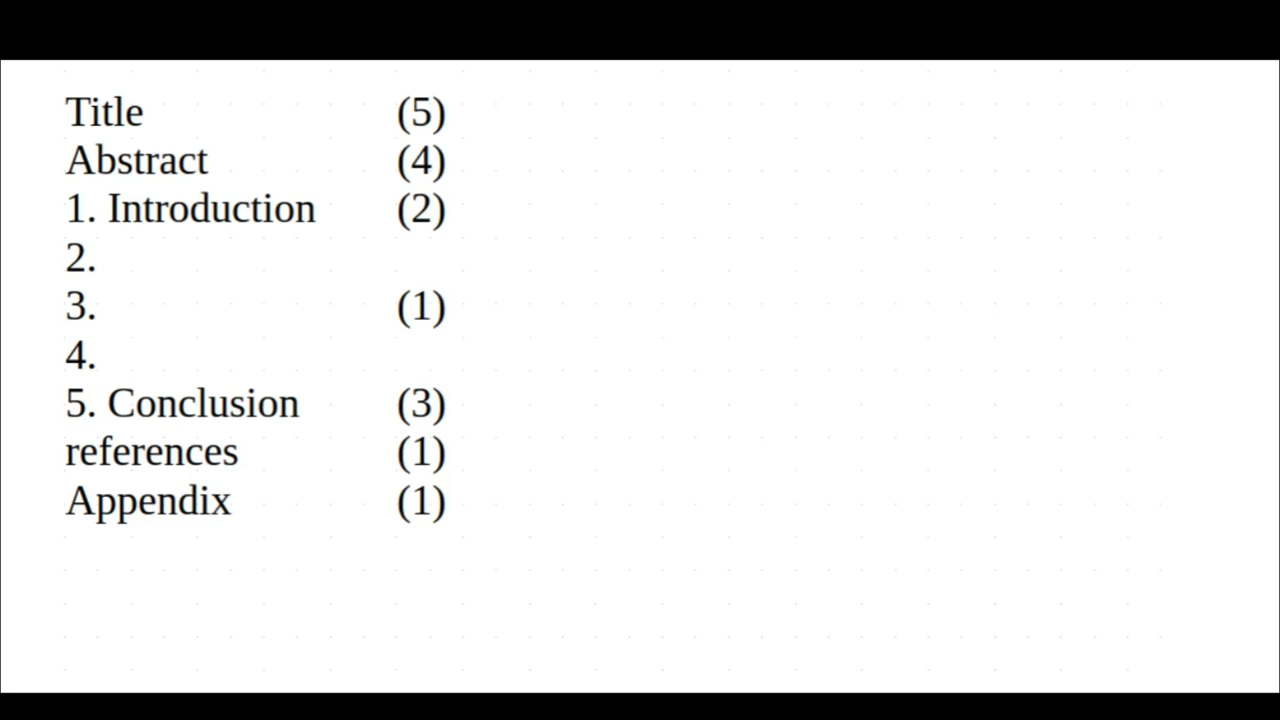 Title (5)
Abstract (4)
1. Introduction (2)
2.
3. (1)
4.
5. Conclusion (3)
references (1)
Appendix (1)